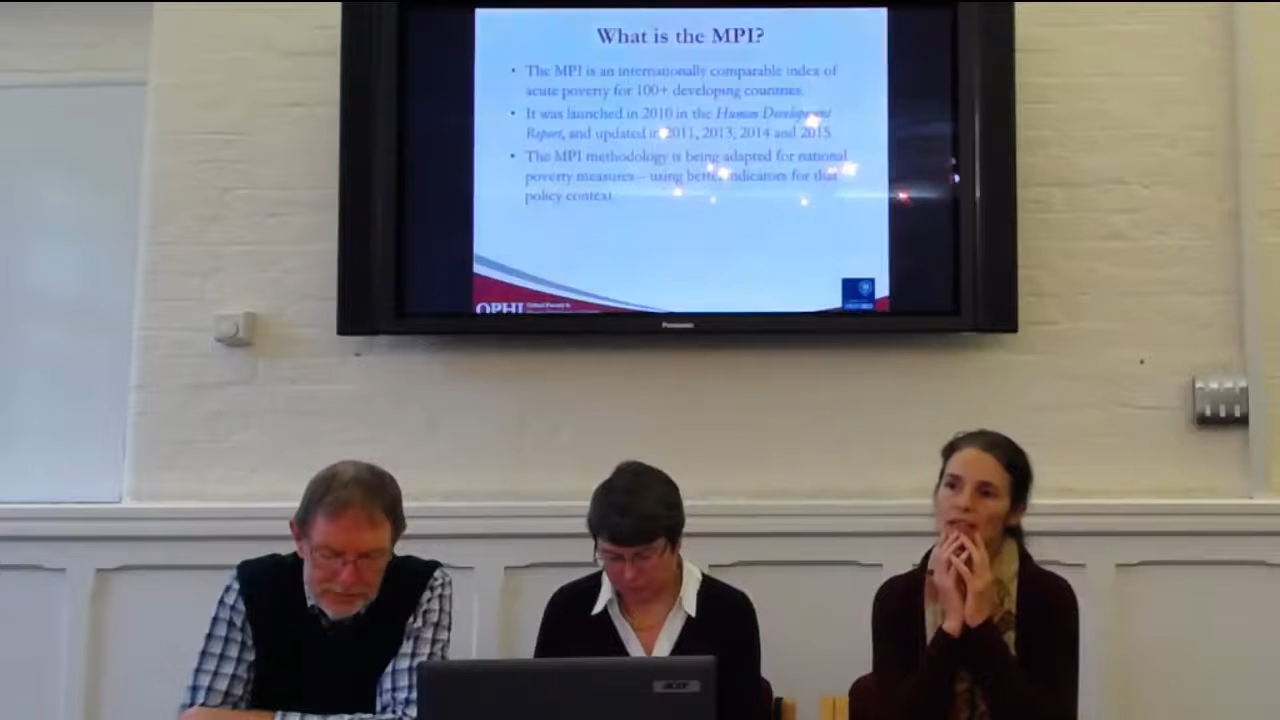 What is the MPI?
• The MPI is an internationally comparable index of
acute poverty for 100+ developing countries.
• It was launched in 2010 in the Human Development
Report, and updated in 2011, 2013, 2014 and 2015.
• The MPI methodology is being adapted for national
poverty measures – using better indicators for that
policy context.
OPHI
Panasonic
acer